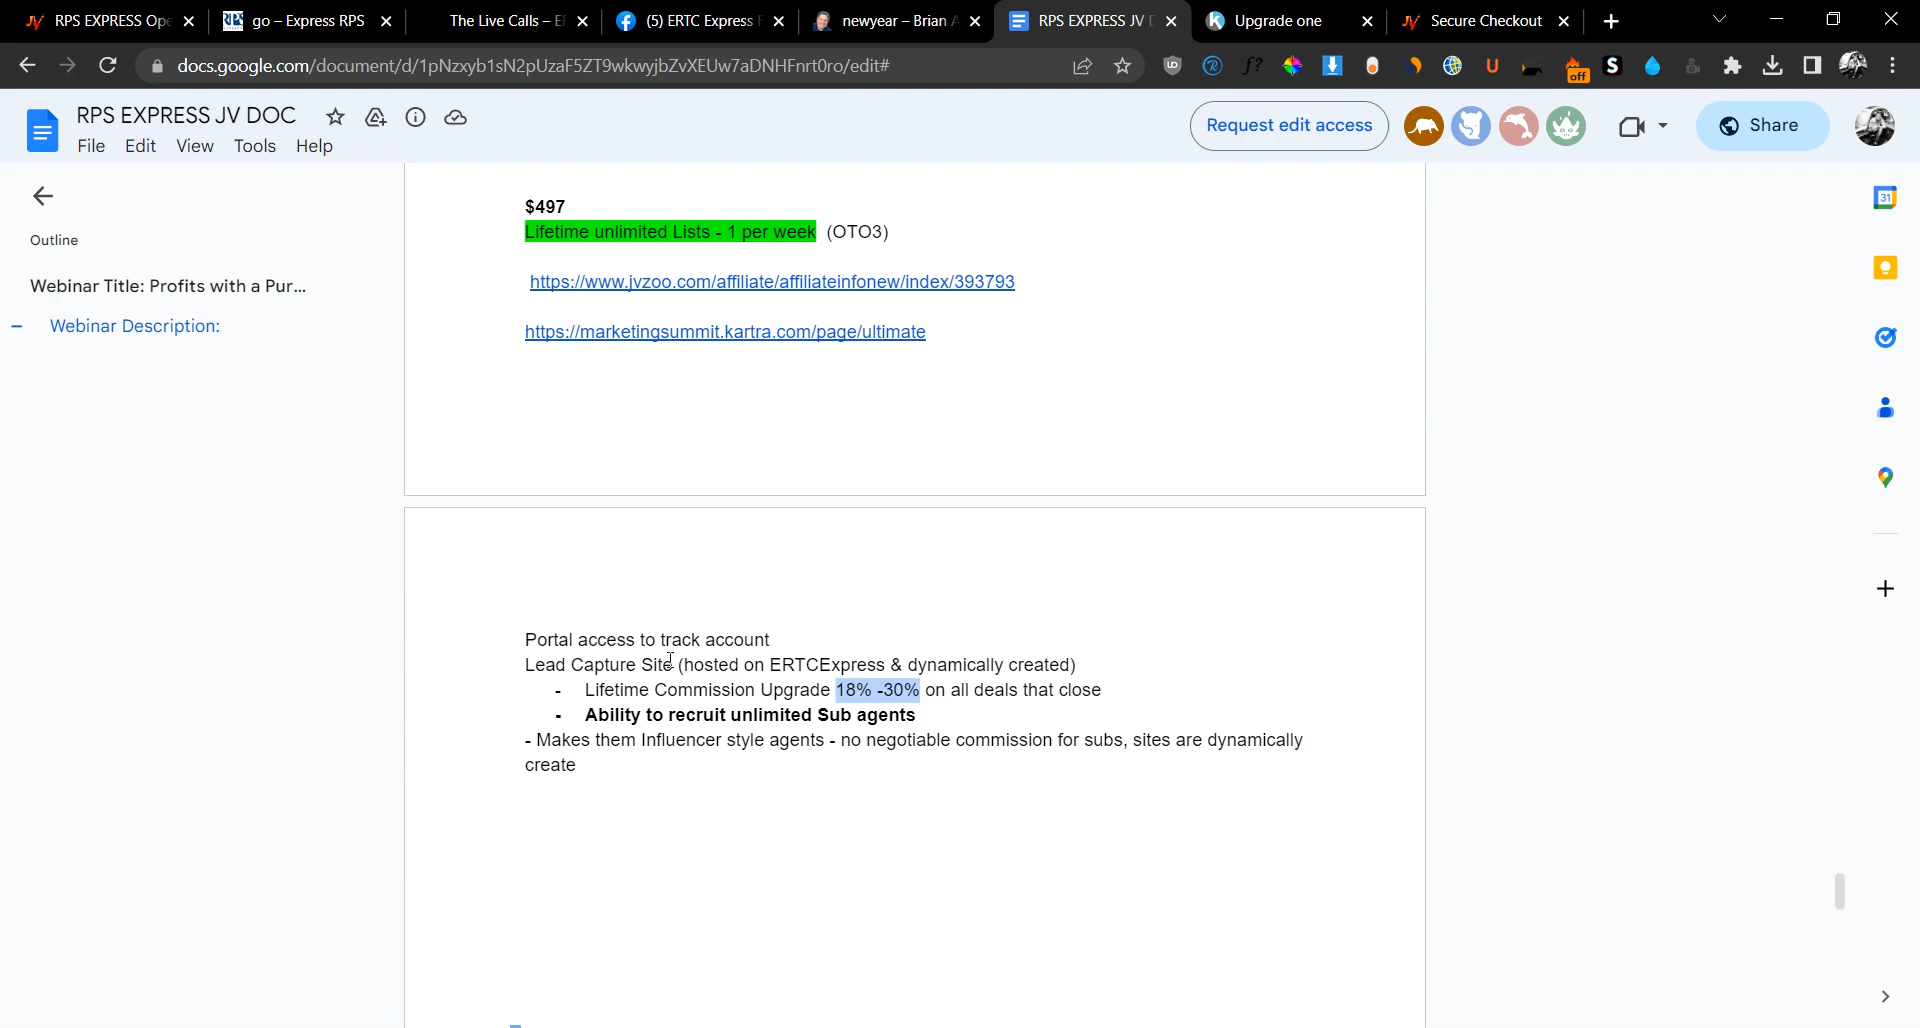 RPS EXPRESS Ope
go – Express RPS
The Live Calls – E
(5) ERTC Express F
newyear – Brian A
RPS EXPRESS JV D
Upgrade one
Secure Checkout
docs.google.com/document/d/1pNzxyb1sN2pUzaF5ZT9wkwyjbZvXEUw7aDNHFnrt0ro/edit#
off
RPS EXPRESS JV DOC
File Edit View Tools Help
Request edit access
Share
Outline
Webinar Title: Profits with a Pur...
Webinar Description:
31
$497
Lifetime unlimited Lists - 1 per week (OTO3)
https://www.jvzoo.com/affiliate/affiliateinfonew/index/393793
https://marketingsummit.kartra.com/page/ultimate
Portal access to track account
Lead Capture Site (hosted on ERTCExpress & dynamically created)
- Lifetime Commission Upgrade 18% -30% on all deals that close
- Ability to recruit unlimited Sub agents
- Makes them Influencer style agents - no negotiable commission for subs, sites are dynamically
create